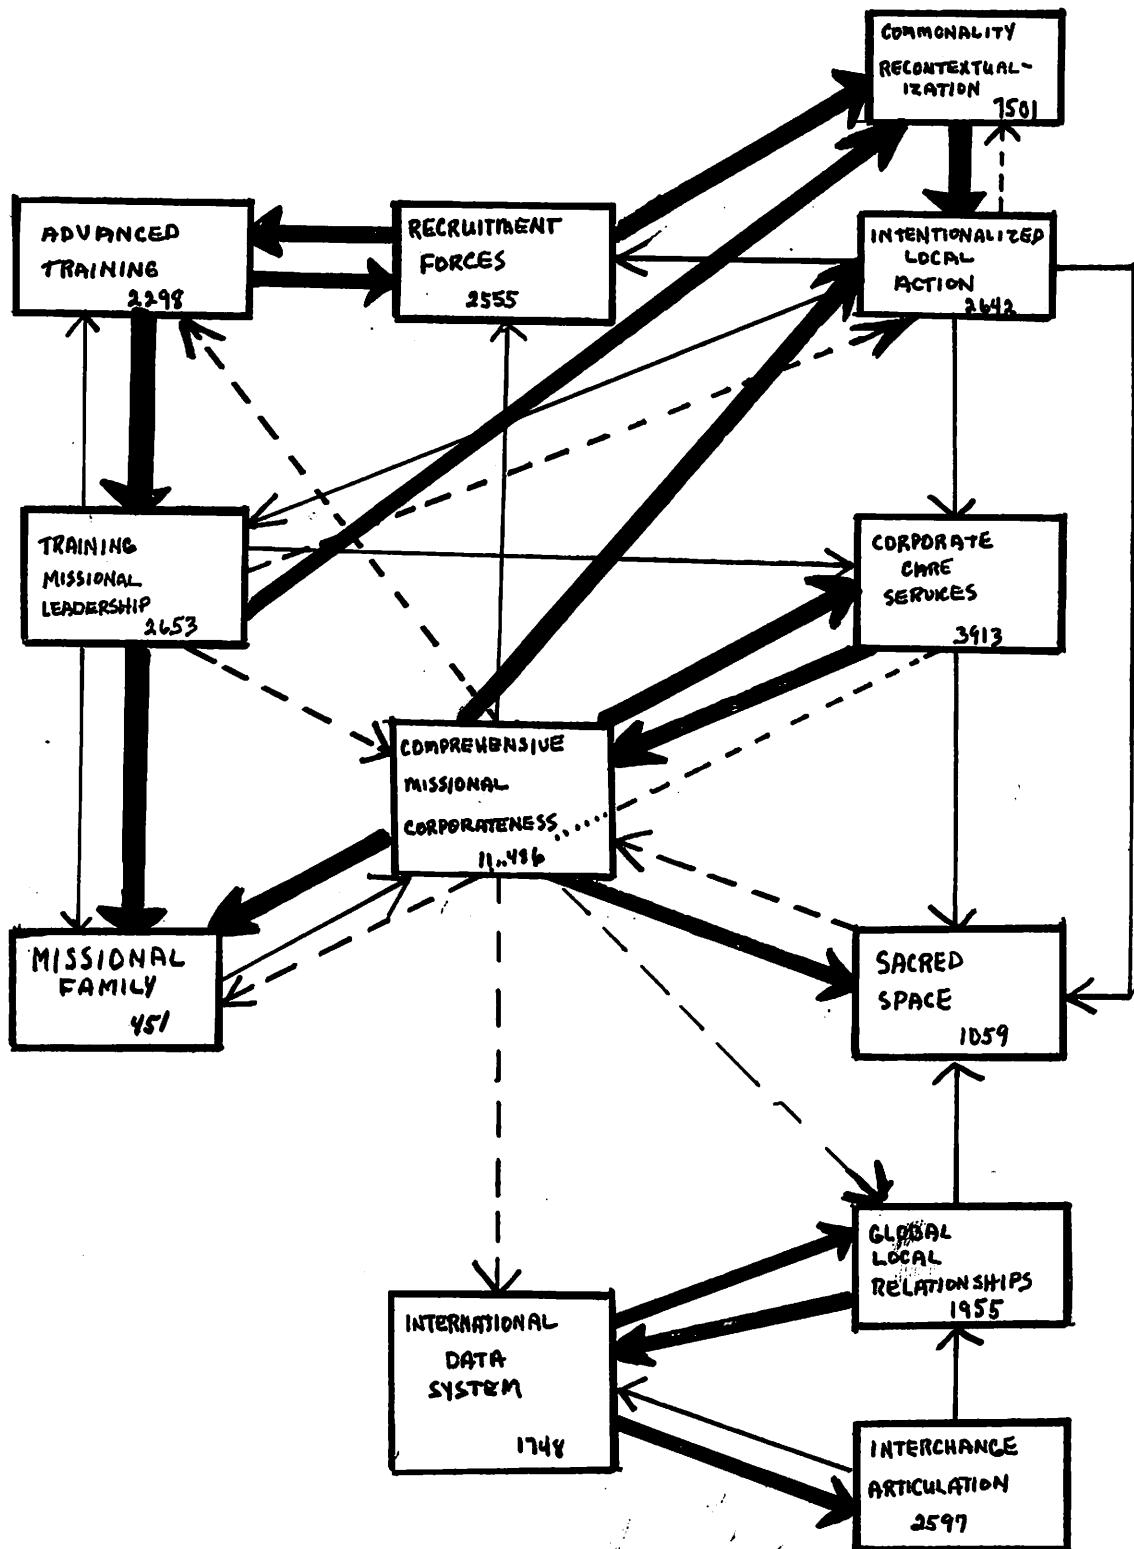 COMMONALITY
RECONTEXTUAL-
IZATION
7501
ADVANCED
TRAINING
2298
RECRUITMENT
FORCES
2555
INTENTIONALIZED
LOCAL
ACTION
2642
TRAINING
MISSIONAL
LEADERSHIP
2653
CORPORATE
CARE
SERVICES
3913
COMPREHENSIVE
MISSIONAL
CORPORATENESS
11,486
MISSIONAL
FAMILY
451
SACRED
SPACE
1059
GLOBAL
LOCAL
RELATIONSHIPS
1955
INTERNATIONAL
DATA
SYSTEM
1748
INTERCHANGE
ARTICULATION
2597